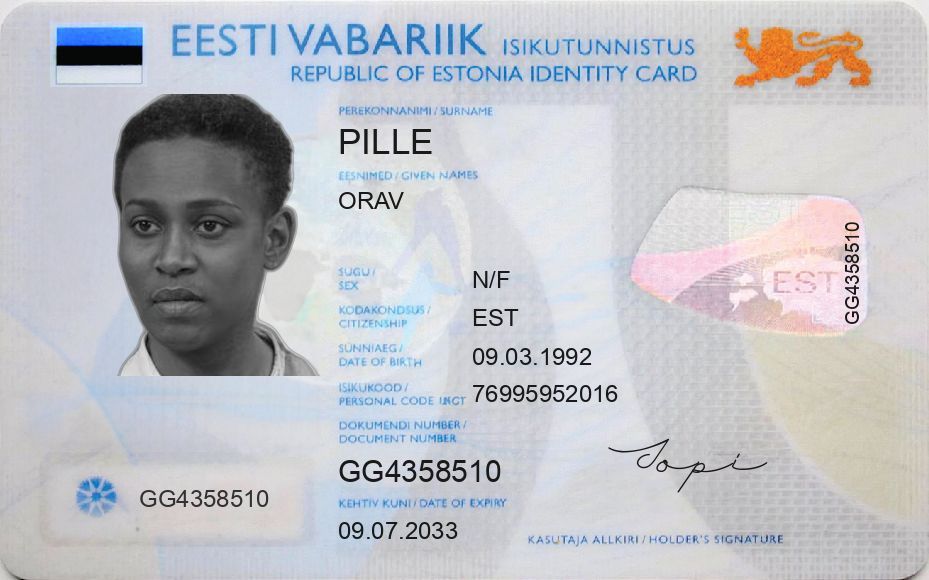 EESTI VABARIIK ISIKUTUNNISTUS
REPUBLIC OF ESTONIA IDENTITY CARD
PEREKONNANIMI / SURNAME
PILLE
EESNIMED / GIVEN NAMES
ORAV
SUGU /
SEX
N/F
KODAKONDSUS /
CITIZENSHIP
EST
SÜNNIAEG /
DATE OF BIRTH
09.03.1992
ISIKUKOOD /
PERSONAL CODE
76995952016
DOKUMENDI NUMBER /
DOCUMENT NUMBER
GG4358510
KEHTIV KUNI / DATE OF EXPIRY
09.07.2033
GG4358510
EST
GG4358510
Sopi
KASUTAJA ALLKIRI / HOLDER'S SIGNATURE